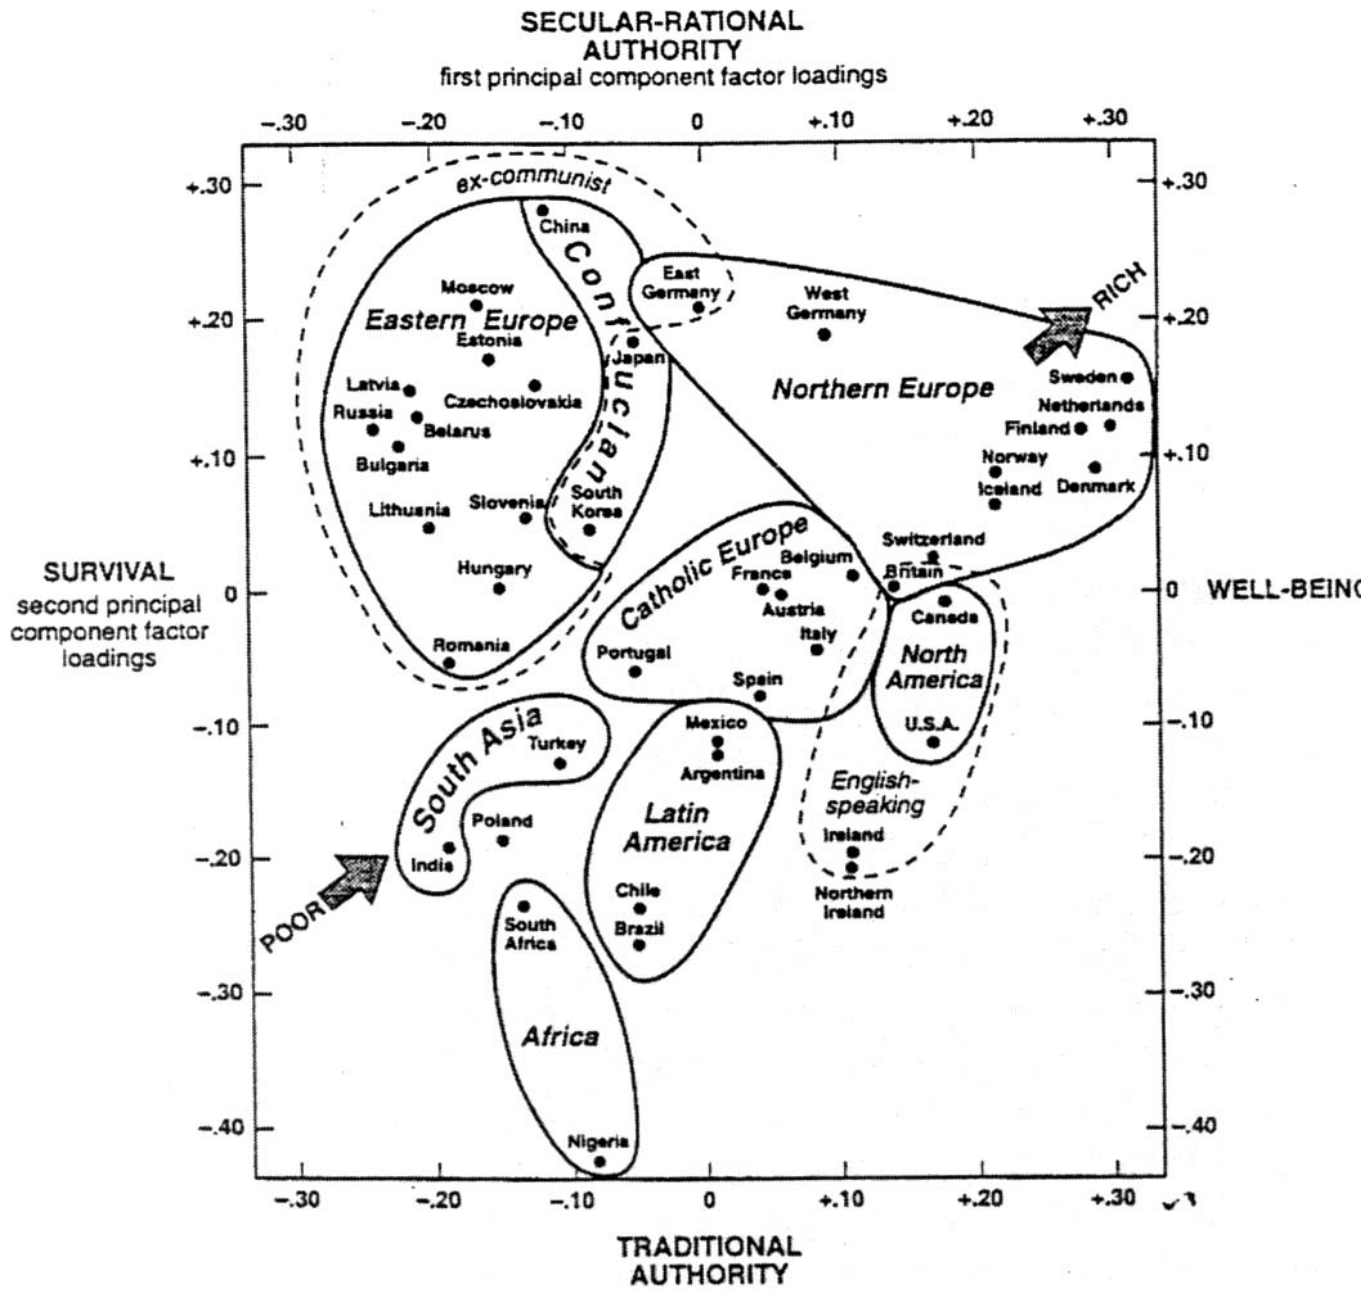 SECULAR-RATIONAL
AUTHORITY
first principal component factor loadings
-.30 -.20 -.10 0 +.10 +.20 +.30
ex-communist
+.30 +.30
China
Confucian
East
Germany
West
Germany
RICH
Moscow
+.20 +.20
Eastern Europe
Estonia
Japan
Latvia
Czechoslovakia
Northern Europe
Sweden
Russia
Belarus
Netherlands
Finland
Bulgaria
+.10 +.10
Norway
Iceland
Denmark
Lithuania
Slovenia
South
Korea
Catholic Europe
Switzerland
Belgium
Britain
Hungary
France
SURVIVAL
second principal
component factor
loadings
0 0
WELL-BEING
Austria
Canada
Italy
Romania
Portugal
North
America
Spain
South Asia
-.10 -.10
Mexico
U.S.A.
Turkey
Argentina
English-
speaking
Latin
America
Poland
Ireland
India
-.20 -.20
Northern
Ireland
Chile
POOR
South
Africa
Brazil
-.30 -.30
Africa
-.40 -.40
Nigeria
-.30 -.20 -.10 0 +.10 +.20 +.30
TRADITIONAL
AUTHORITY